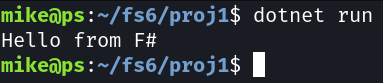 mike@ps:~/fs6/proj1$ dotnet run
Hello from F#
mike@ps:~/fs6/proj1$